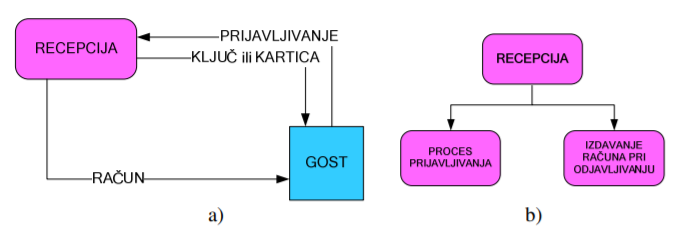 RECEPCIJA
PRIJAVLJIVANJE
KLJUČ ili KARTICA
GOST
RAČUN
a)
RECEPCIJA
PROCES
PRIJAVLJIVANJA
IZDAVANJE
RAČUNA PRI
ODJAVLJIVANJU
b)